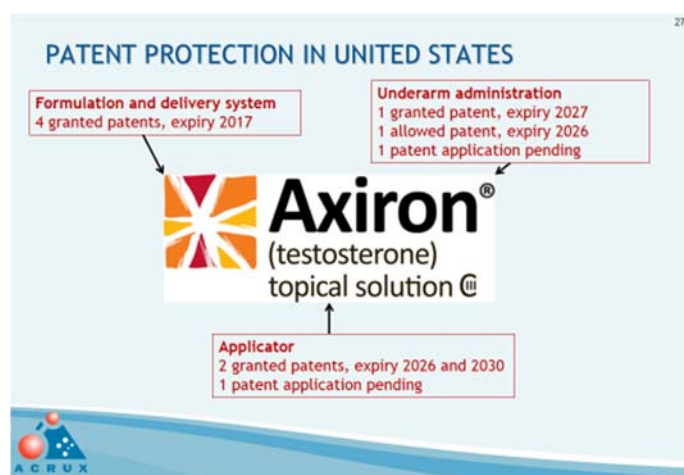 27
PATENT PROTECTION IN UNITED STATES
Formulation and delivery system
4 granted patents, expiry 2017
Underarm administration
1 granted patent, expiry 2027
1 allowed patent, expiry 2026
1 patent application pending
Axiron®
(testosterone)
topical solution CIII
Applicator
2 granted patents, expiry 2026 and 2030
1 patent application pending
ACRUX